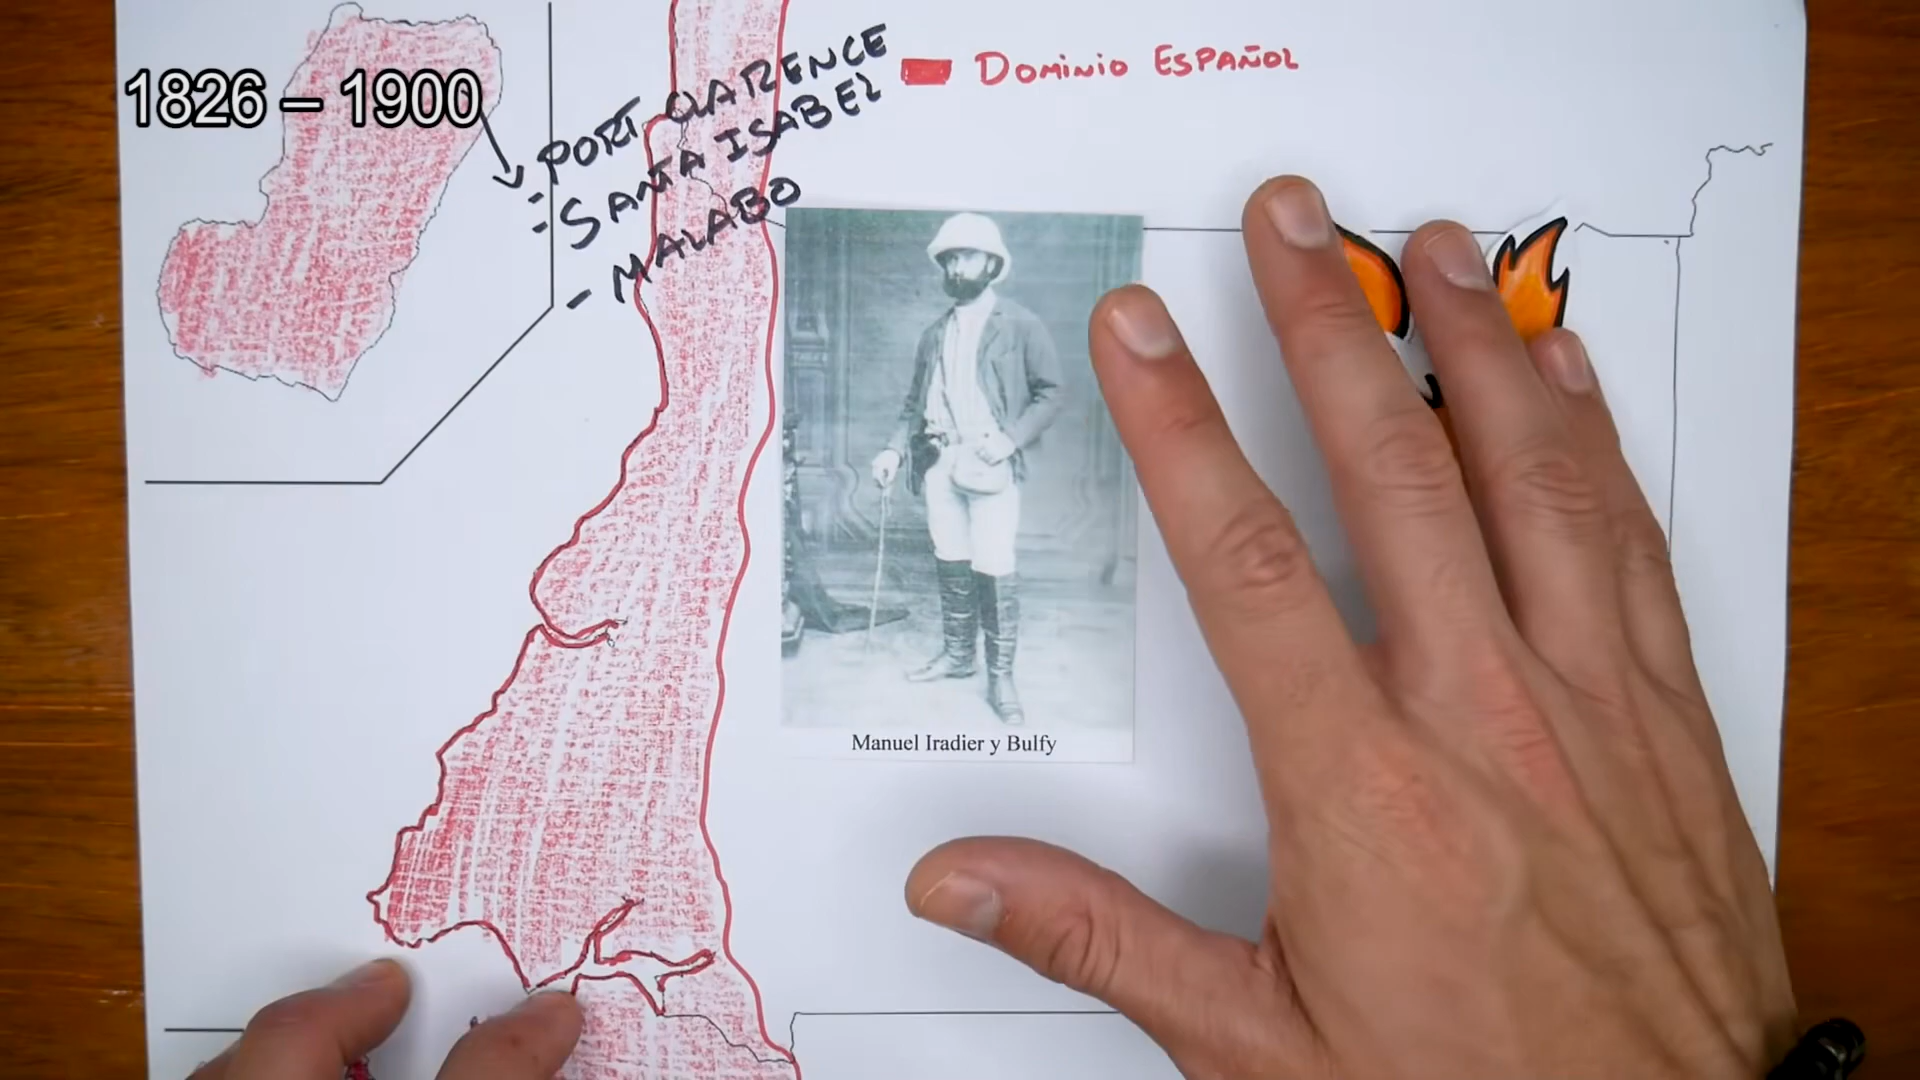 1826 – 1900
- PORT CLARENCE
- SANTA ISABEL
- MALABO
DOMINIO ESPAÑOL
Manuel Iradier y Bulfy